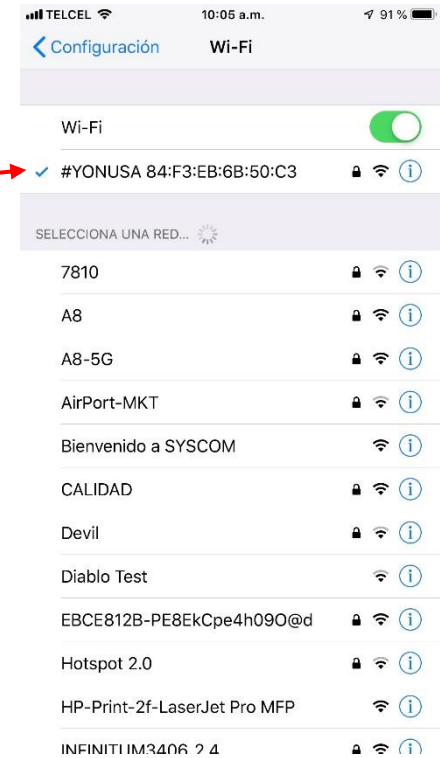 TELCEL 10:05 a.m. 91 %
Configuración Wi-Fi
Wi-Fi
#YONUSA 84:F3:EB:6B:50:C3
SELECCIONA UNA RED...
7810
A8
A8-5G
AirPort-MKT
Bienvenido a SYSCOM
CALIDAD
Devil
Diablo Test
EBCE812B-PE8EkCpe4h09O@d
Hotspot 2.0
HP-Print-2f-LaserJet Pro MFP
INFINITUM3406_2.4